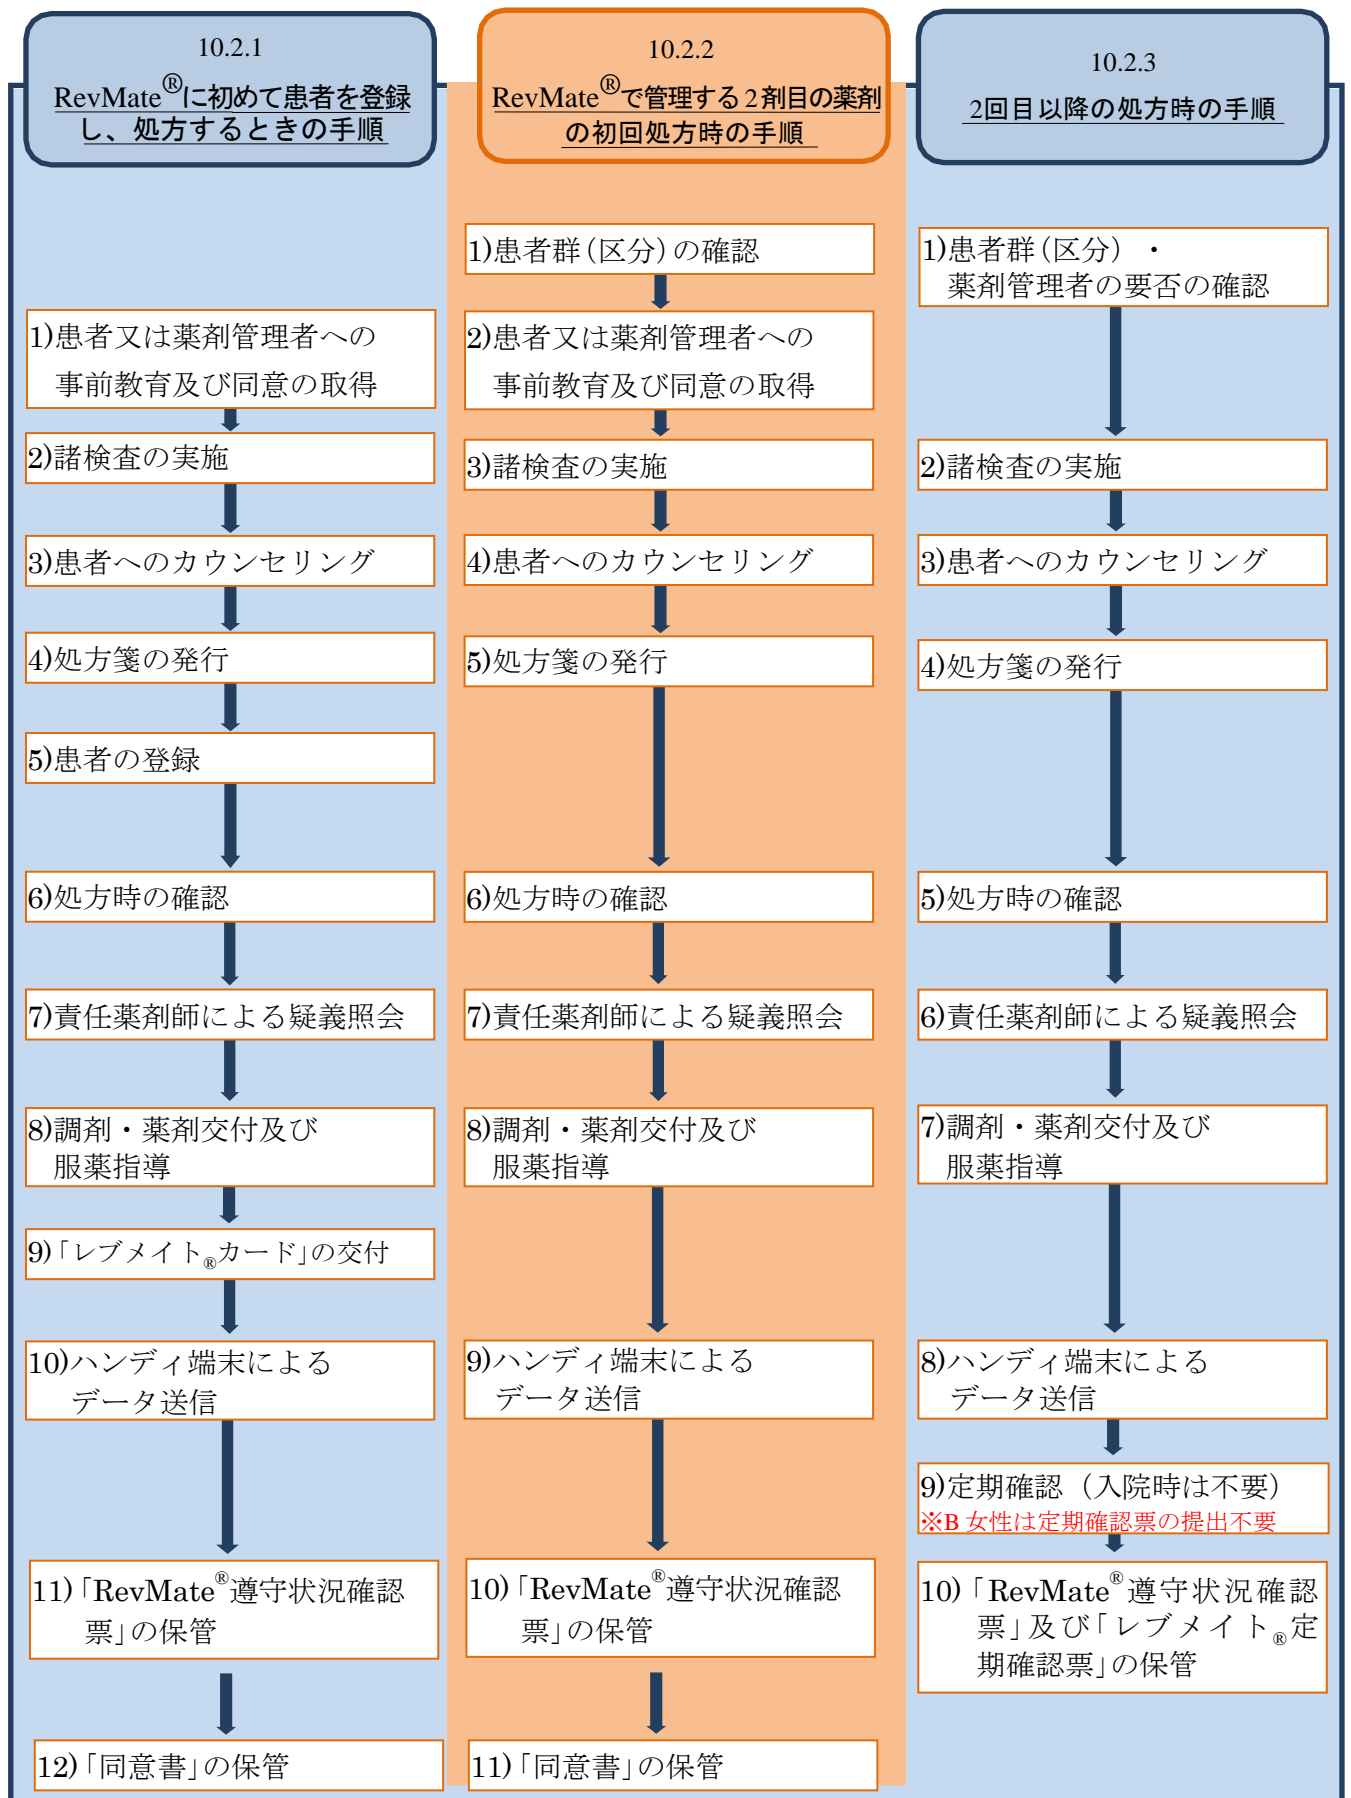 10.2.1
RevMate®に初めて患者を登録
し、処方するときの手順
1)患者又は薬剤管理者への
事前教育及び同意の取得
2)諸検査の実施
3)患者へのカウンセリング
4)処方箋の発行
5)患者の登録
6)処方時の確認
7)責任薬剤師による疑義照会
8)調剤・薬剤交付及び
服薬指導
9)「レブメイト®カード」の交付
10)ハンディ端末による
データ送信
11)「RevMate®遵守状況確認
票」の保管
12)「同意書」の保管
10.2.2
RevMate®で管理する2剤目の薬剤
の初回処方時の手順
1)患者群(区分)の確認
2)患者又は薬剤管理者への
事前教育及び同意の取得
3)諸検査の実施
4)患者へのカウンセリング
5)処方箋の発行
6)処方時の確認
7)責任薬剤師による疑義照会
8)調剤・薬剤交付及び
服薬指導
9)ハンディ端末による
データ送信
10)「RevMate®遵守状況確認
票」の保管
11)「同意書」の保管
10.2.3
2回目以降の処方時の手順
1)患者群(区分)・
薬剤管理者の要否の確認
2)諸検査の実施
3)患者へのカウンセリング
4)処方箋の発行
5)処方時の確認
6)責任薬剤師による疑義照会
7)調剤・薬剤交付及び
服薬指導
8)ハンディ端末による
データ送信
9)定期確認（入院時は不要）
※B 女性は定期確認票の提出不要
10)「RevMate®遵守状況確認
票」及び「レブメイト®定
期確認票」の保管